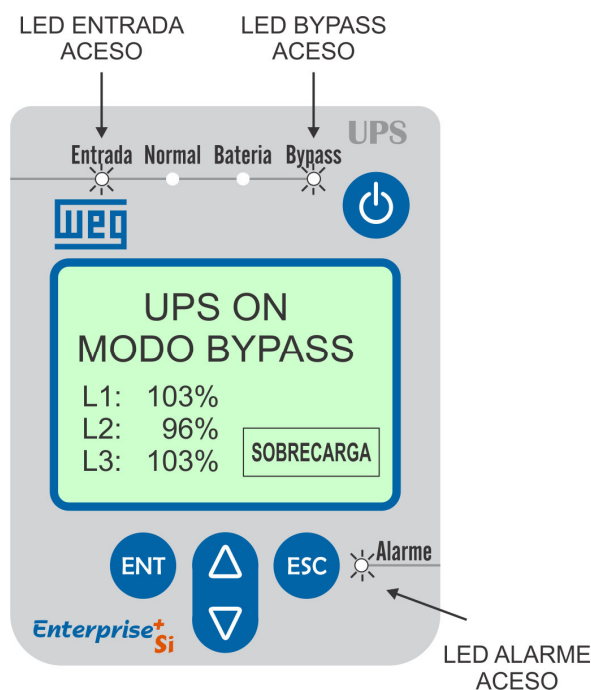 LED ENTRADA
ACESO
LED BYPASS
ACESO
UPS
Entrada Normal Bateria Bypass
weg
UPS ON
MODO BYPASS
L1: 103%
L2: 96%
L3: 103%
SOBRECARGA
ENT
ESC
Alarme
Enterprise+
Si
LED ALARME
ACESO